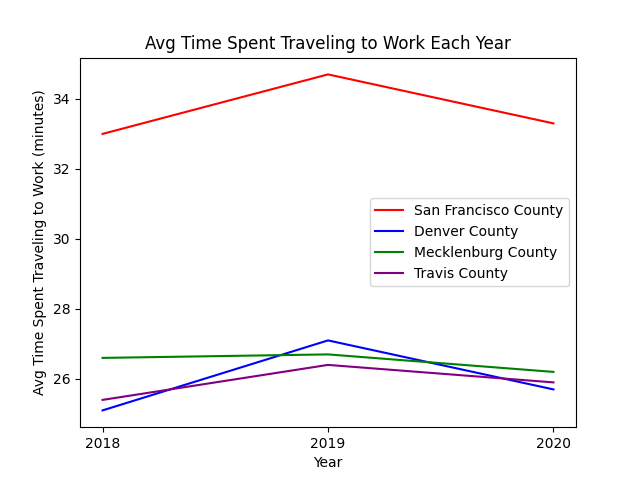 Avg Time Spent Traveling to Work Each Year
Avg Time Spent Traveling to Work (minutes)
34
32
30
28
26
San Francisco County
Denver County
Mecklenburg County
Travis County
2018 2019 2020
Year